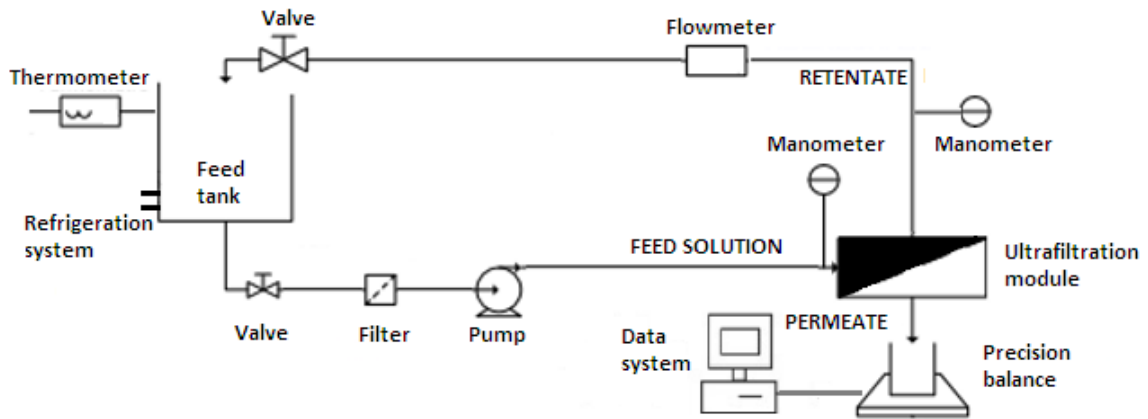 Valve
Flowmeter
Thermometer
RETENTATE
Manometer
Manometer
Feed
tank
Refrigeration
system
FEED SOLUTION
Ultrafiltration
module
Valve
Filter
Pump
PERMEATE
Data
system
Precision
balance